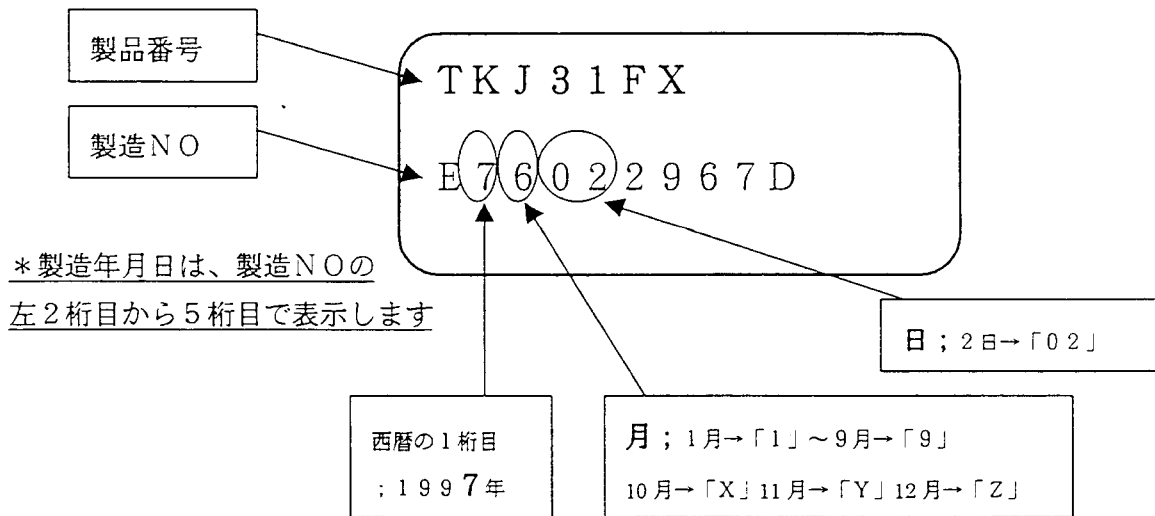 製品番号
TKJ31FX
製造NO
E76022967D
*製造年月日は、製造NOの
左2桁目から5桁目で表示します
日;2日→「02」
西暦の1桁目
;1997年
月;1月→「1」~9月→「9」
10月→「X」11月→「Y」12月→「Z」